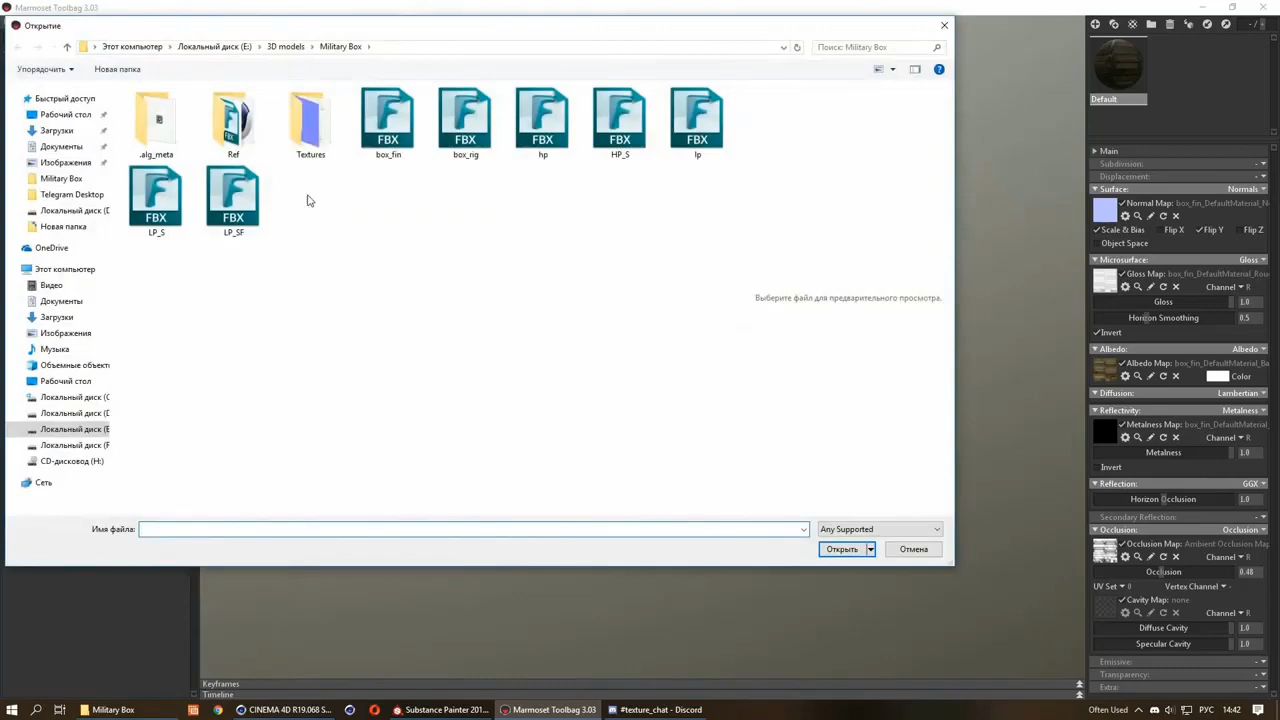 Marmoset Toolbag 3.03
Открытие
Этот компьютер > Локальный диск (E:) > 3D models > Military Box >
Поиск: Military Box
Упорядочить
Новая папка
Быстрый доступ
Рабочий стол
Загрузки
Документы
Изображения
Military Box
Telegram Desktop
Локальный диск (D
Новая папка
OneDrive
Этот компьютер
Видео
Документы
Загрузки
Изображения
Музыка
Объемные объекты
Рабочий стол
Локальный диск (C
Локальный диск (D
Локальный диск (E
Локальный диск (F
CD-дисковод (H:)
Сеть
FBX FBX FBX FBX FBX
.alg_meta Ref Textures box_fin box_rig hp HP_S lp
FBX FBX
LP_S LP_SF
Выберите файл для предварительного просмотра.
Имя файла:
Any Supported
Открыть
Отмена
Default
Main
Subdivision:
Displacement:
Surface: Normals
Normal Map: box_fin_DefaultMaterial_No
Scale & Bias Flip X Flip Y Flip Z
Object Space
Microsurface: Gloss
Gloss Map: box_fin_DefaultMaterial_Rou
Channel R
Gloss 1.0
Horizon Smoothing 0.5
Invert
Albedo: Albedo
Albedo Map: box_fin_DefaultMaterial_Ba
Color
Diffusion: Lambertian
Reflectivity: Metalness
Metalness Map: box_fin_DefaultMaterial_
Channel R
Metalness 1.0
Invert
Reflection: GGX
Horizon Occlusion 1.0
Secondary Reflection:
Occlusion: Occlusion
Occlusion Map: Ambient Occlusion Map
Channel R
Occlusion 0.48
UV Set 0 Vertex Channel -
Cavity Map: none
Channel R
Diffuse Cavity 1.0
Specular Cavity 1.0
Emissive:
Transparency:
Extra:
Keyframes
Timeline
Military Box
CINEMA 4D R19.068 S...
Substance Painter 201...
Marmoset Toolbag 3.03
#texture_chat - Discord
Often Used
РУС
14:42